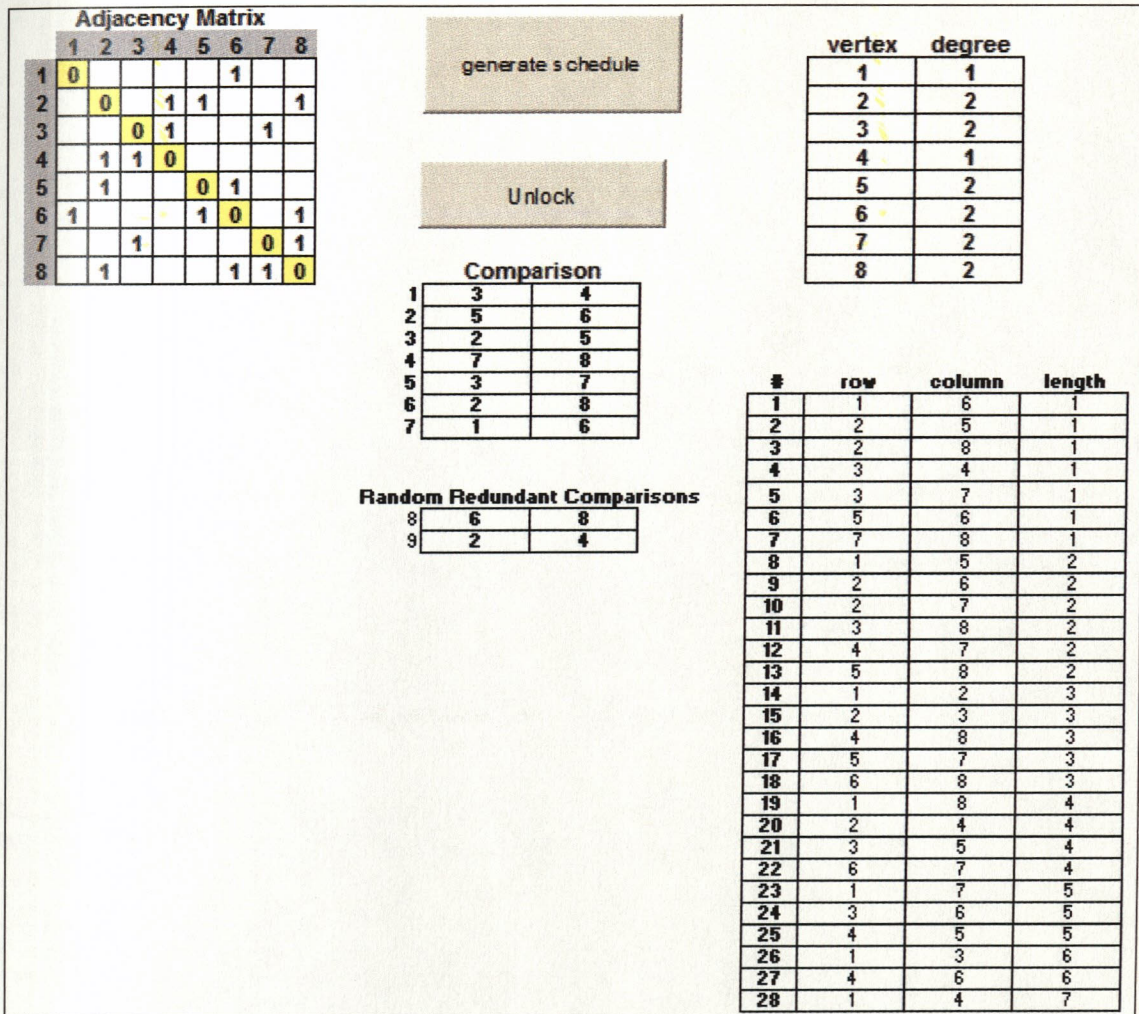 Adjacency Matrix
1 2 3 4 5 6 7 8
1 0 1
2 0 1 1 1
3 0 1 1
4 1 1 0
5 1 0 1
6 1 1 0 1
7 1 0 1
8 1 1 1 0
generate schedule
Unlock
Comparison
1 3 4
2 5 6
3 2 5
4 7 8
5 3 7
6 2 8
7 1 6
Random Redundant Comparisons
8 6 8
9 2 4
vertex degree
1 1
2 2
3 2
4 1
5 2
6 2
7 2
8 2
# row column length
1 1 6 1
2 2 5 1
3 2 8 1
4 3 4 1
5 3 7 1
6 5 6 1
7 7 8 1
8 1 5 2
9 2 6 2
10 2 7 2
11 3 8 2
12 4 7 2
13 5 8 2
14 1 2 3
15 2 3 3
16 4 8 3
17 5 7 3
18 6 8 3
19 1 8 4
20 2 4 4
21 3 5 4
22 6 7 4
23 1 7 5
24 3 6 5
25 4 5 5
26 1 3 6
27 4 6 6
28 1 4 7